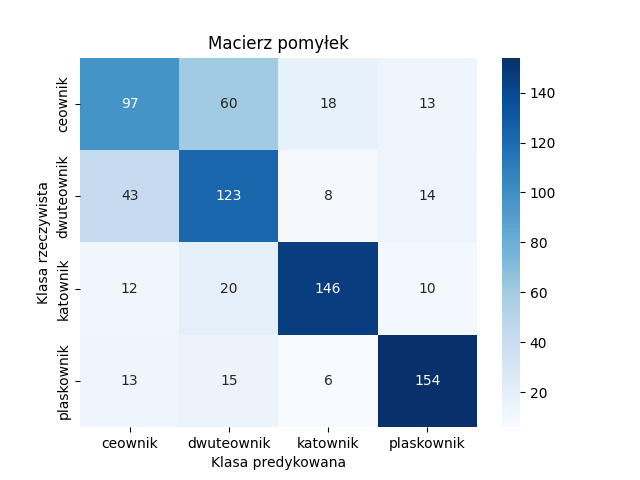 Macierz pomyłek
Klasa rzeczywista
ceownik 97 60 18 13
dwuteownik 43 123 8 14
katownik 12 20 146 10
plaskownik 13 15 6 154
ceownik dwuteownik katownik plaskownik
Klasa predykowana
140
120
100
80
60
40
20